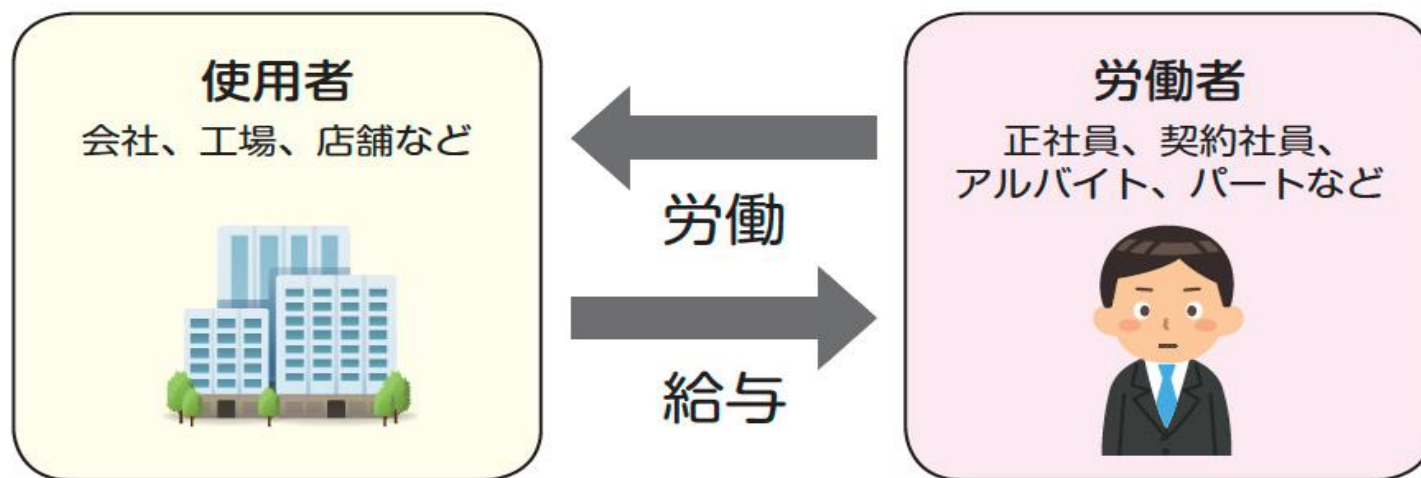 使用者
会社、工場、店舗など
労働
給与
労働者
正社員、契約社員、
アルバイト、パートなど